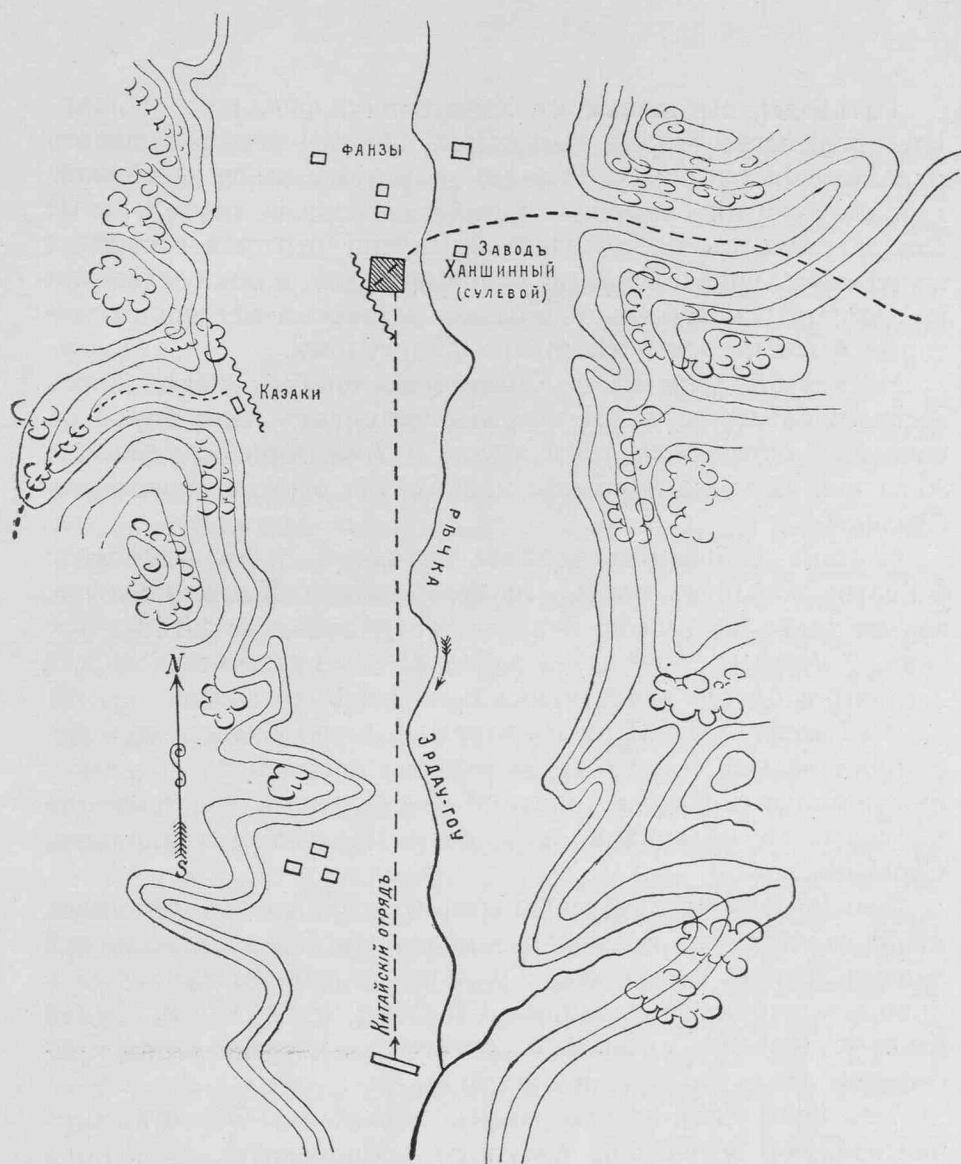 ФАНЗЫ
ЗАВОДЪ
ХАНШИННЫЙ
(СУЛЕВОЙ)
КАЗАКИ
РѢЧКА
N
ЭРДАУ-ГОУ
S
КИТАЙСКІЙ ОТРЯДЪ